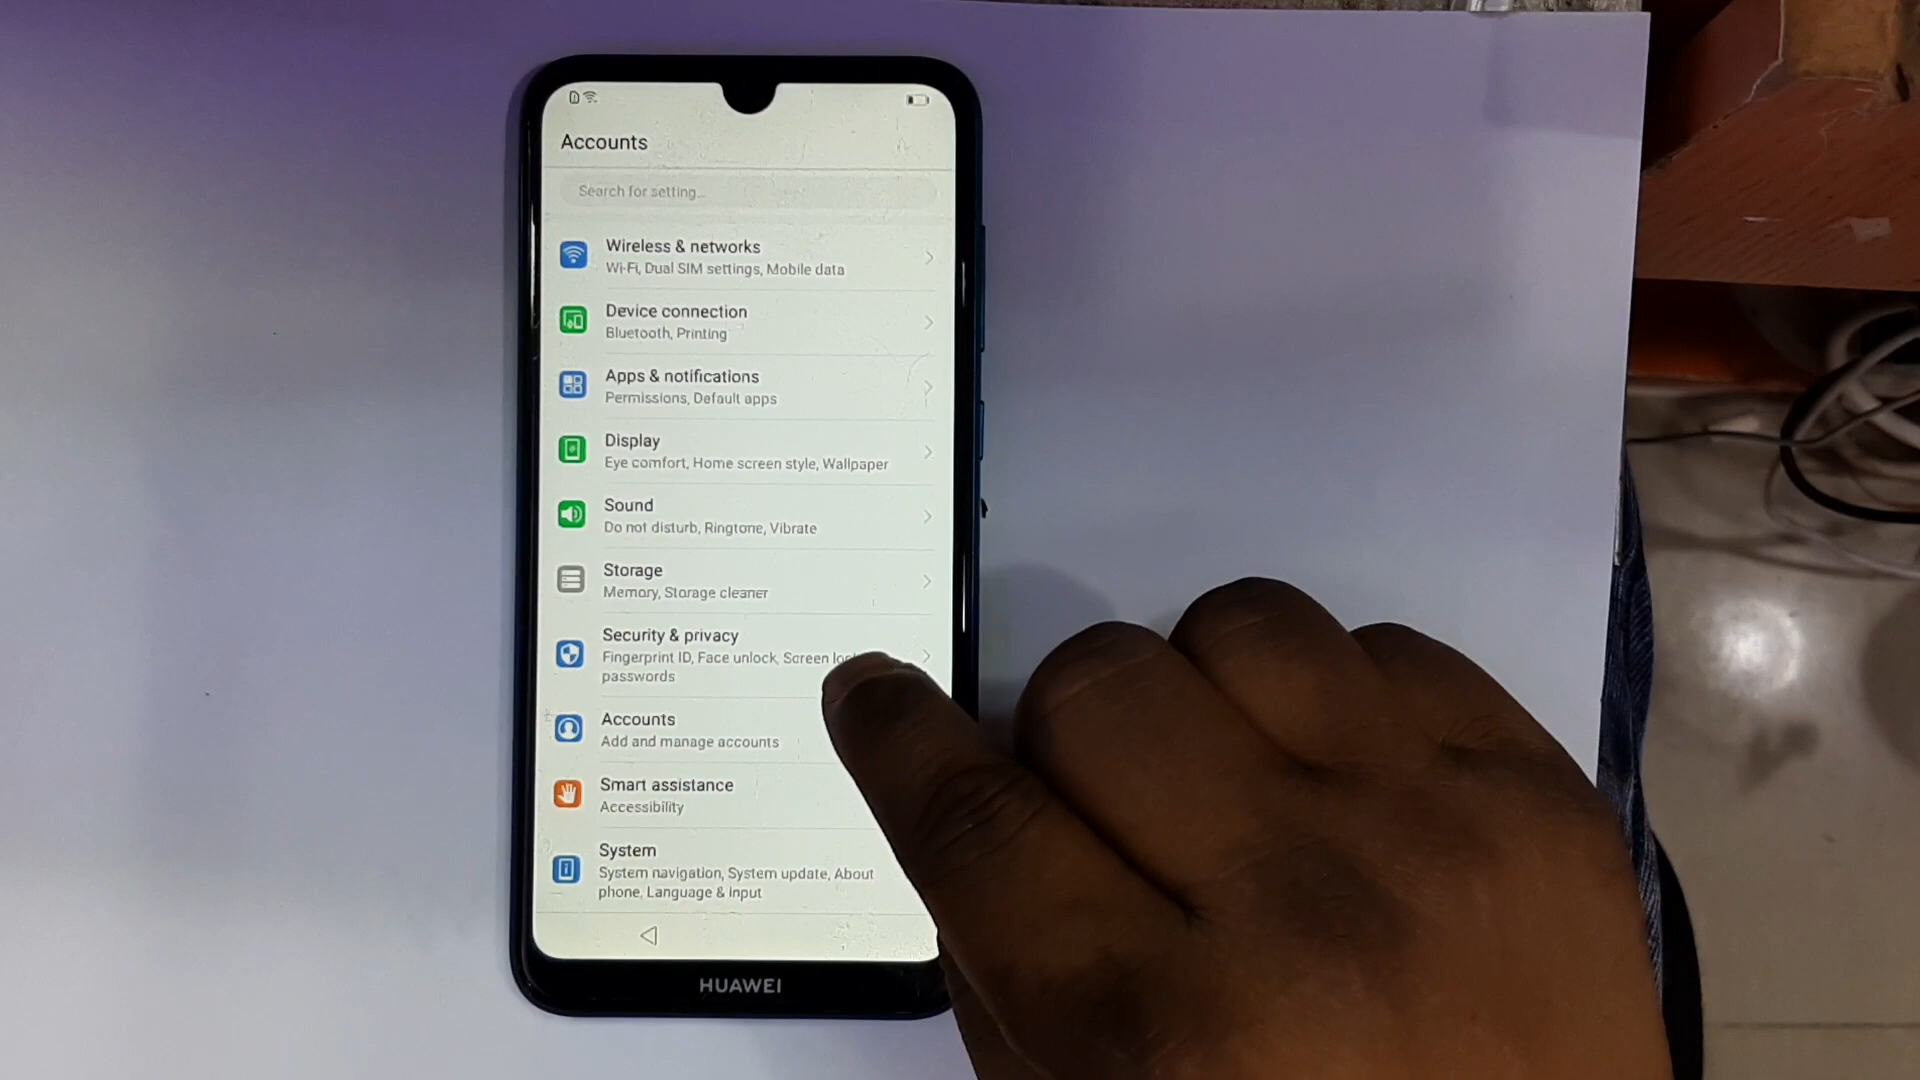 Accounts
Search for setting...
Wireless & networks
Wi-Fi, Dual SIM settings, Mobile data
Device connection
Bluetooth, Printing
Apps & notifications
Permissions, Default apps
Display
Eye comfort, Home screen style, Wallpaper
Sound
Do not disturb, Ringtone, Vibrate
Storage
Memory, Storage cleaner
Security & privacy
Fingerprint ID, Face unlock, Screen
passwords
Accounts
Add and manage accounts
Smart assistance
Accessibility
System
System navigation, System update, About
phone, Language & input
HUAWEI